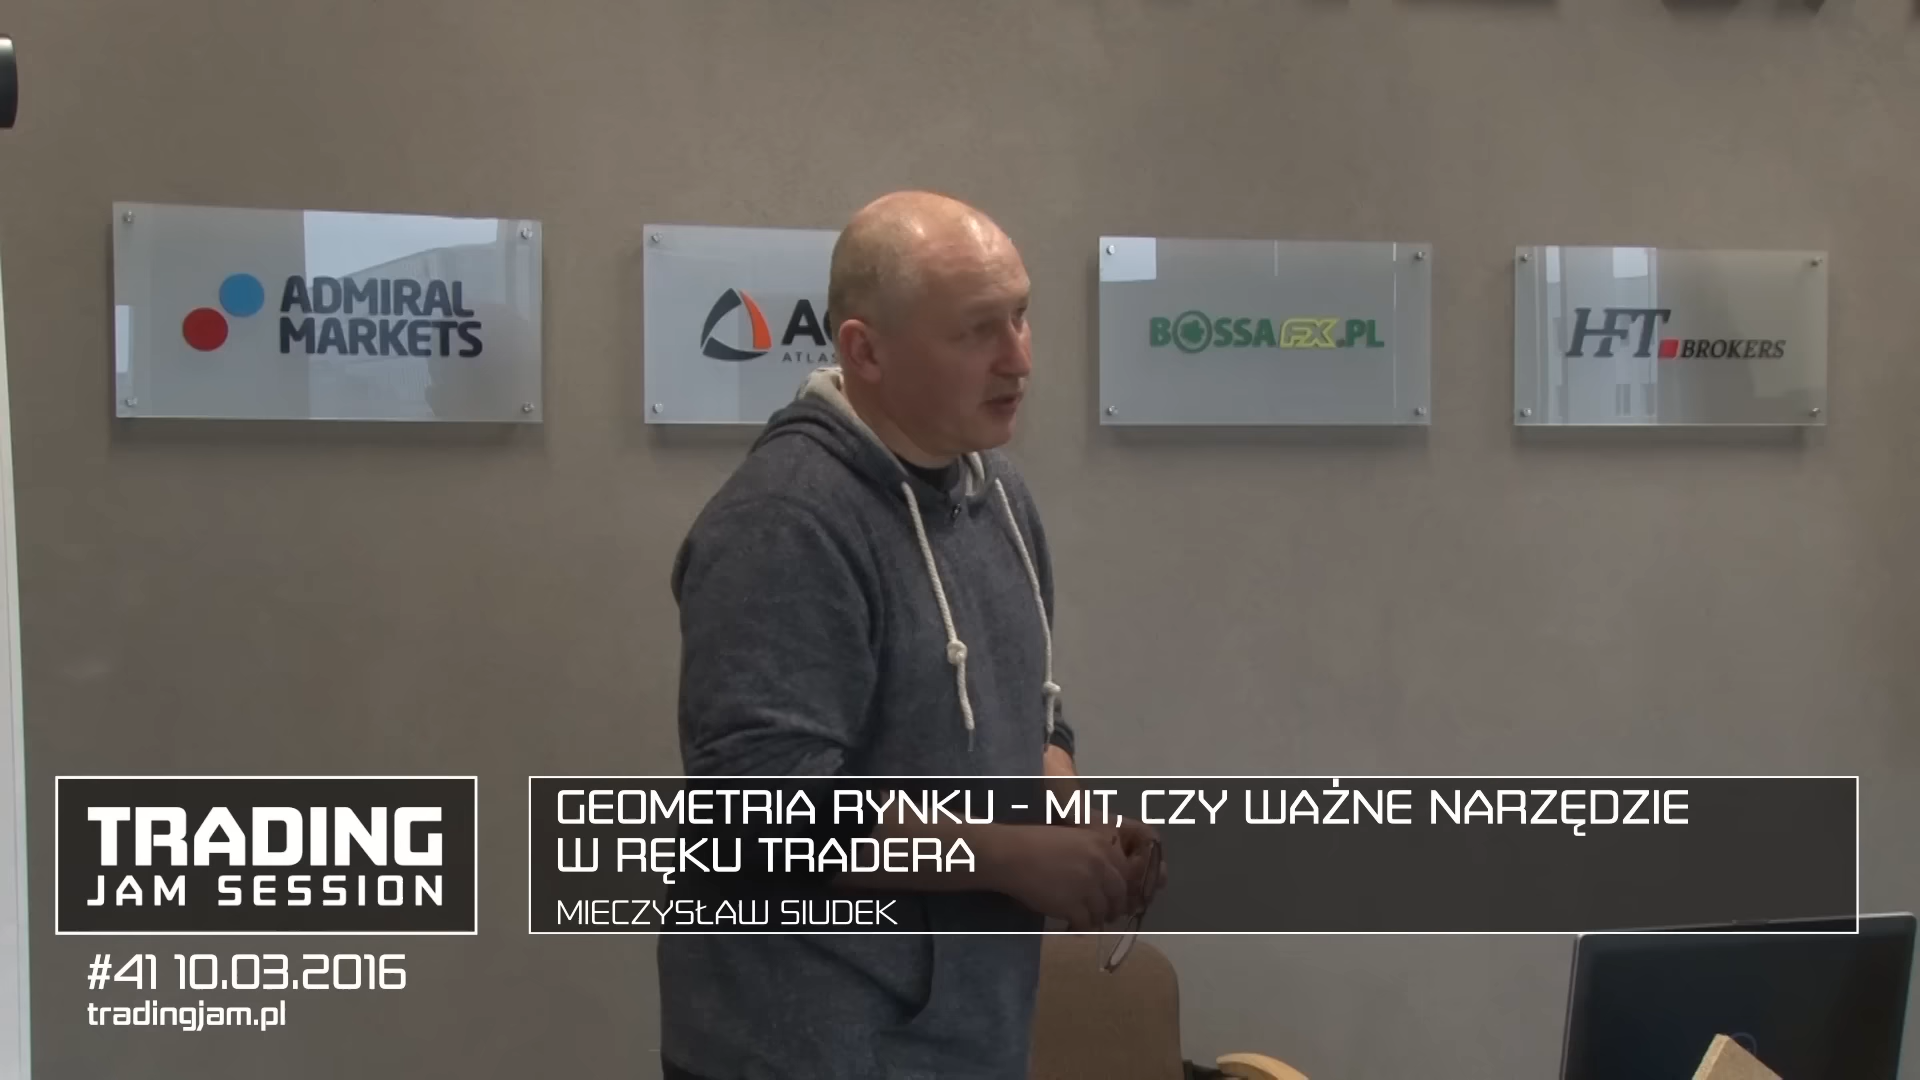 ADMIRAL
MARKETS
BOSSAFX.PL
HFT BROKERS
TRADING
JAM SESSION
GEOMETRIA RYNKU - MIT, CZY WAŻNE NARZĘDZIE
W RĘKU TRADERA
MIECZYSŁAW SIUDEK
#41 10.03.2016
tradingjam.pl